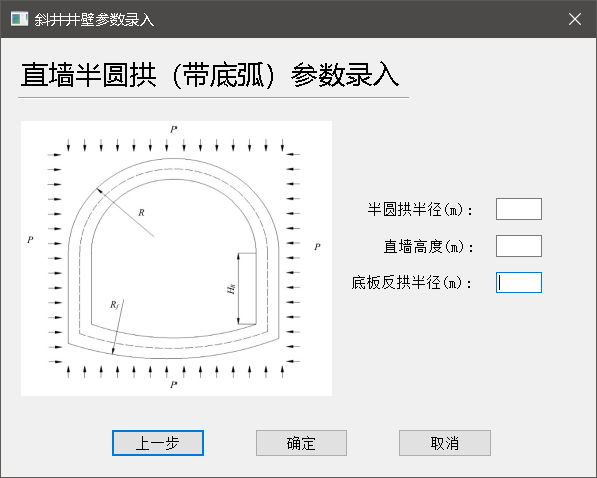 斜井井壁参数录入
直墙半圆拱（带底弧）参数录入
P'
R
P
P
H_R
R_f
P'
半圆拱半径(m)：
直墙高度(m)：
底板反拱半径(m)：
上一步
确定
取消